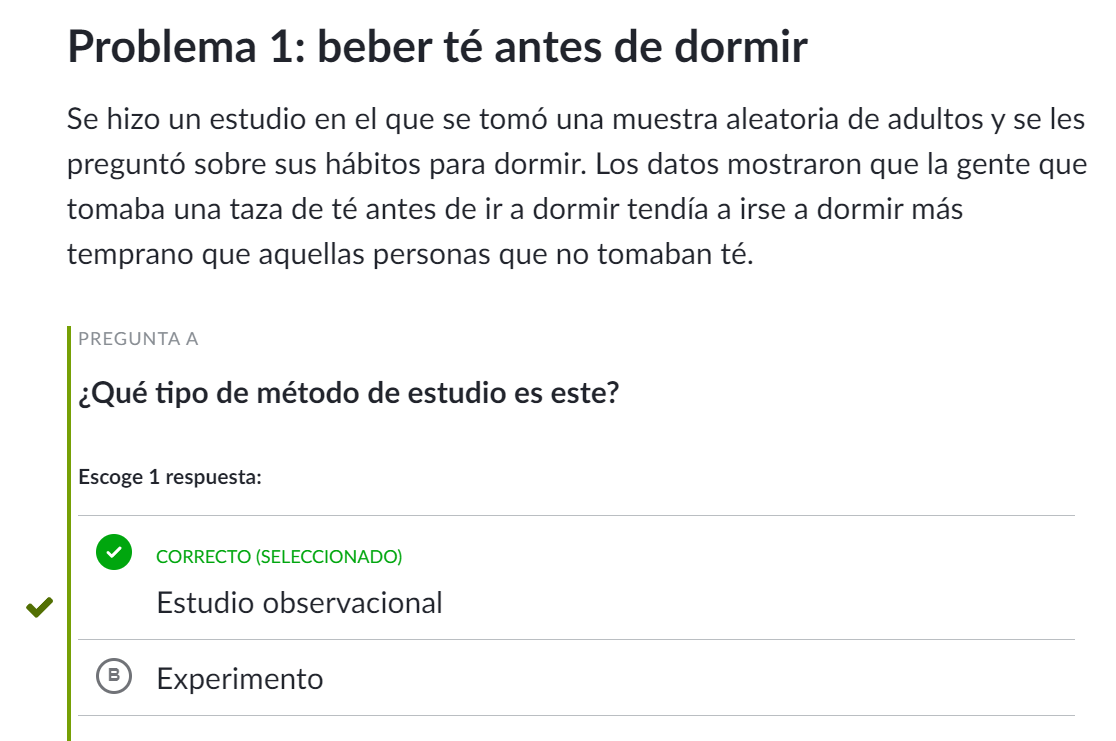 Problema 1: beber té antes de dormir
Se hizo un estudio en el que se tomó una muestra aleatoria de adultos y se les
preguntó sobre sus hábitos para dormir. Los datos mostraron que la gente que
tomaba una taza de té antes de ir a dormir tendía a irse a dormir más
temprano que aquellas personas que no tomaban té.
PREGUNTA A
¿Qué tipo de método de estudio es este?
Escoge 1 respuesta:
CORRECTO (SELECCIONADO)
Estudio observacional
B Experimento